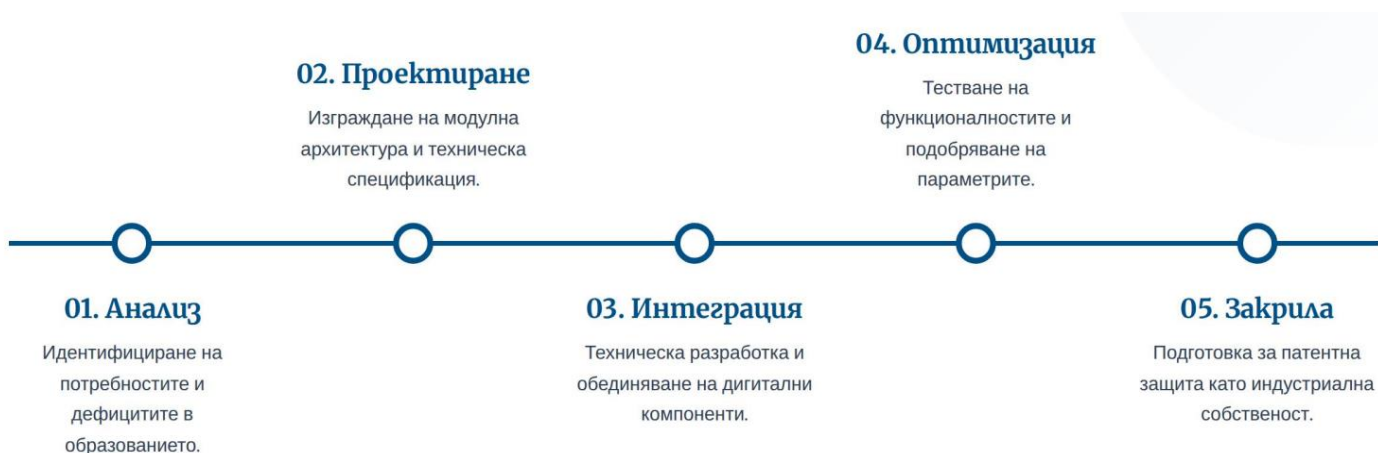 01. Анализ
Идентифициране на
потребностите и
дефицитите в
образованието.
02. Проектиране
Изграждане на модулна
архитектура и техническа
спецификация.
03. Интеграция
Техническа разработка и
обединяване на дигитални
компоненти.
04. Оптимизация
Тестване на
функционалностите и
подобряване на
параметрите.
05. Закрила
Подготовка за патентна
защита като индустриална
собственост.